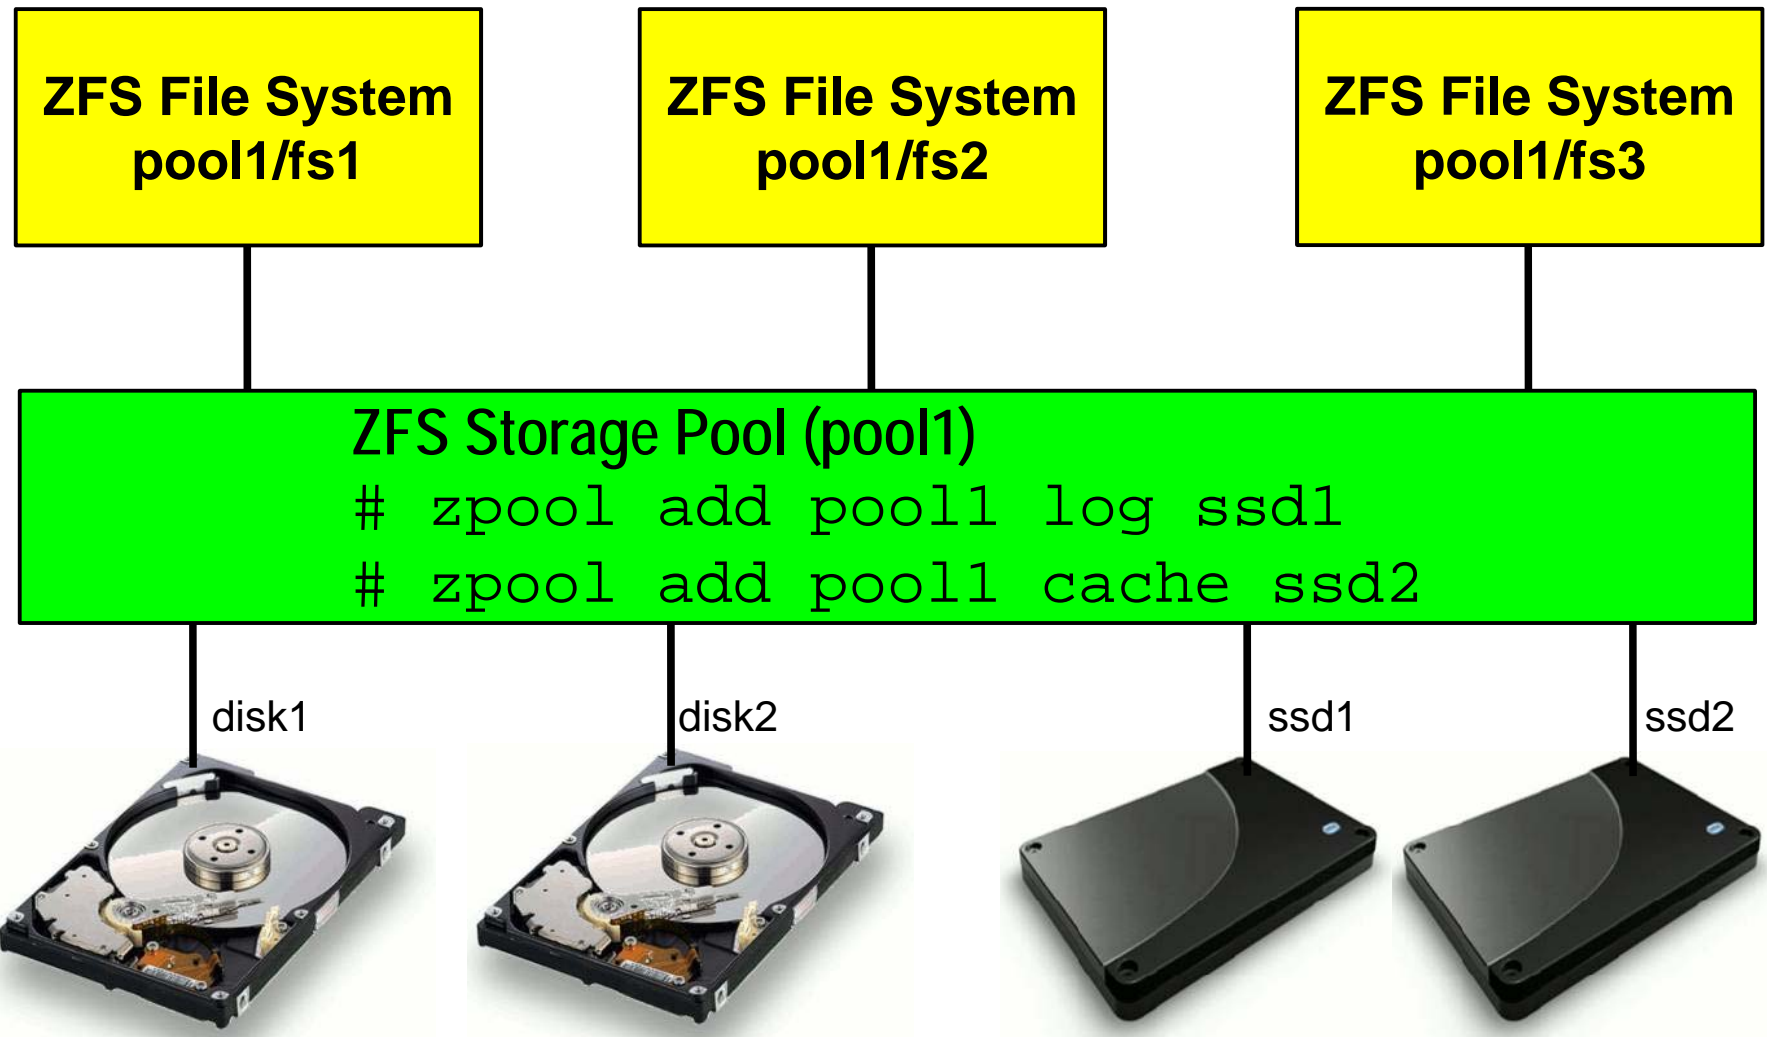 ZFS File System
pool1/fs1
ZFS File System
pool1/fs2
ZFS File System
pool1/fs3
ZFS Storage Pool (pool1)
# zpool add pool1 log ssd1
# zpool add pool1 cache ssd2
disk1
disk2
ssd1
ssd2